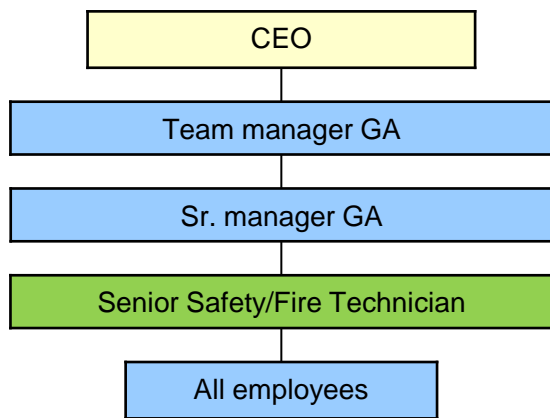 CEO
Team manager GA
Sr. manager GA
Senior Safety/Fire Technician
All employees